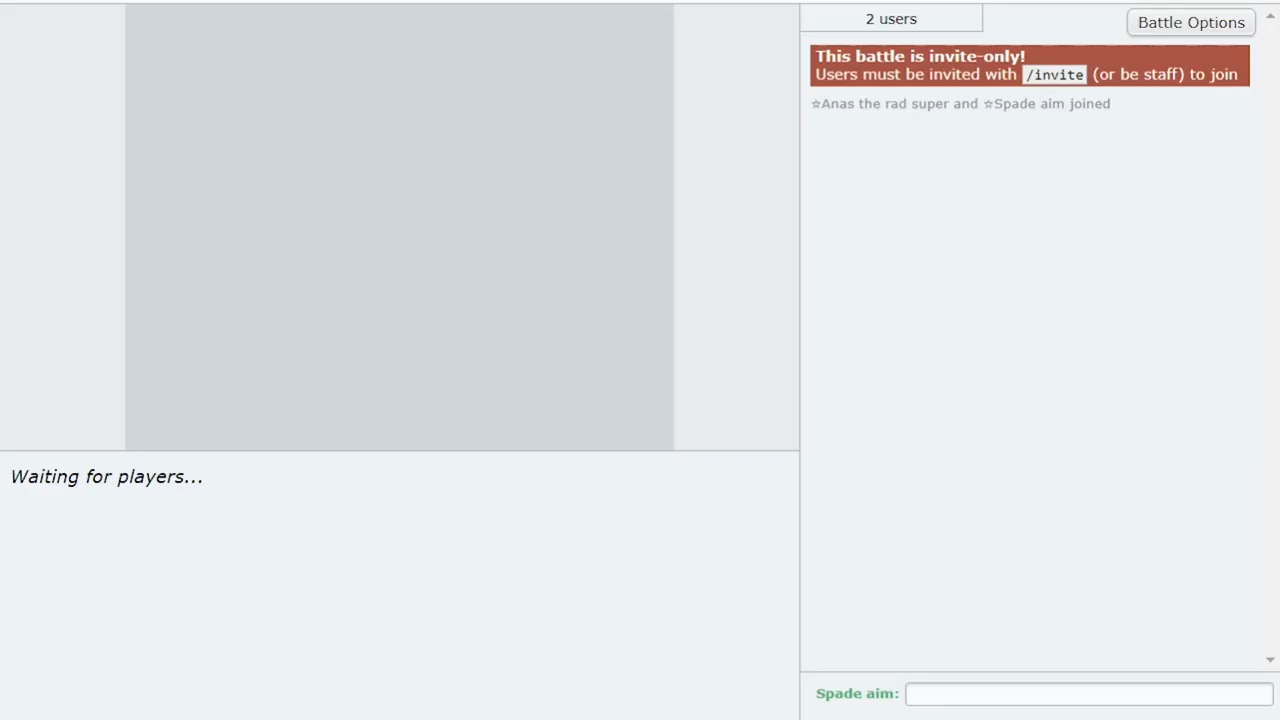 2 users
Battle Options
This battle is invite-only!
Users must be invited with /invite (or be staff) to join
☆Anas the rad super and ☆Spade aim joined
Waiting for players...
Spade aim: